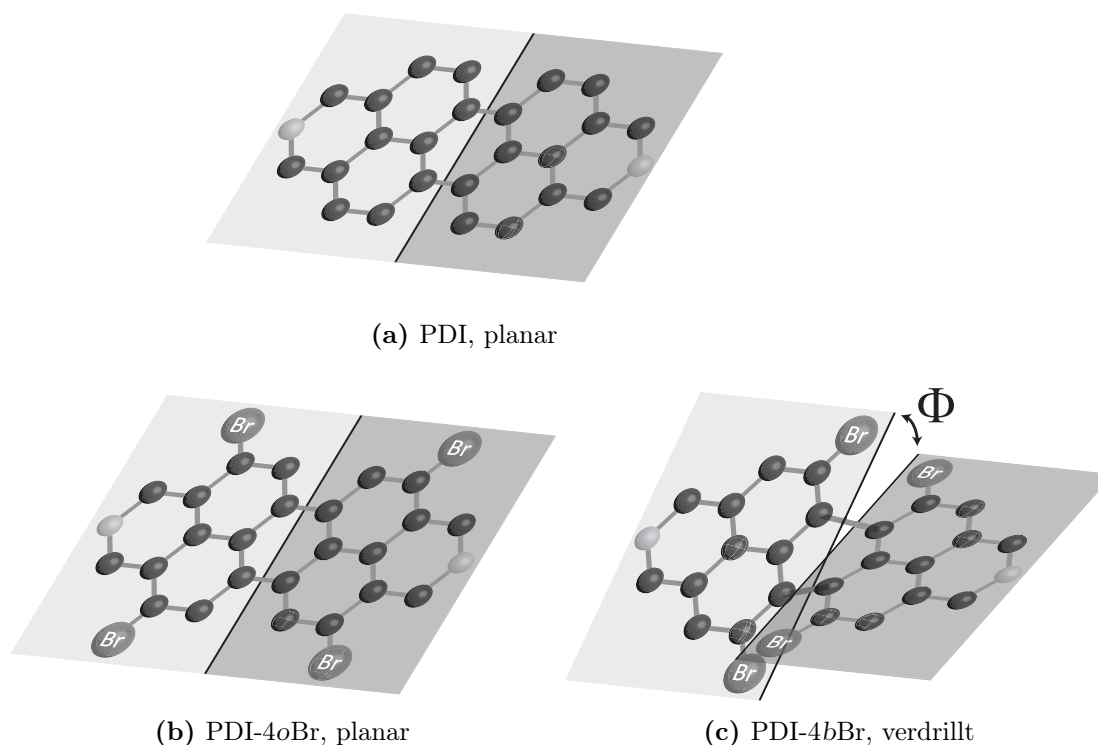 (a) PDI, planar
Br
Br
Br
Br
(b) PDI-4oBr, planar
Φ
Br
Br
Br
Br
(c) PDI-4bBr, verdrillt